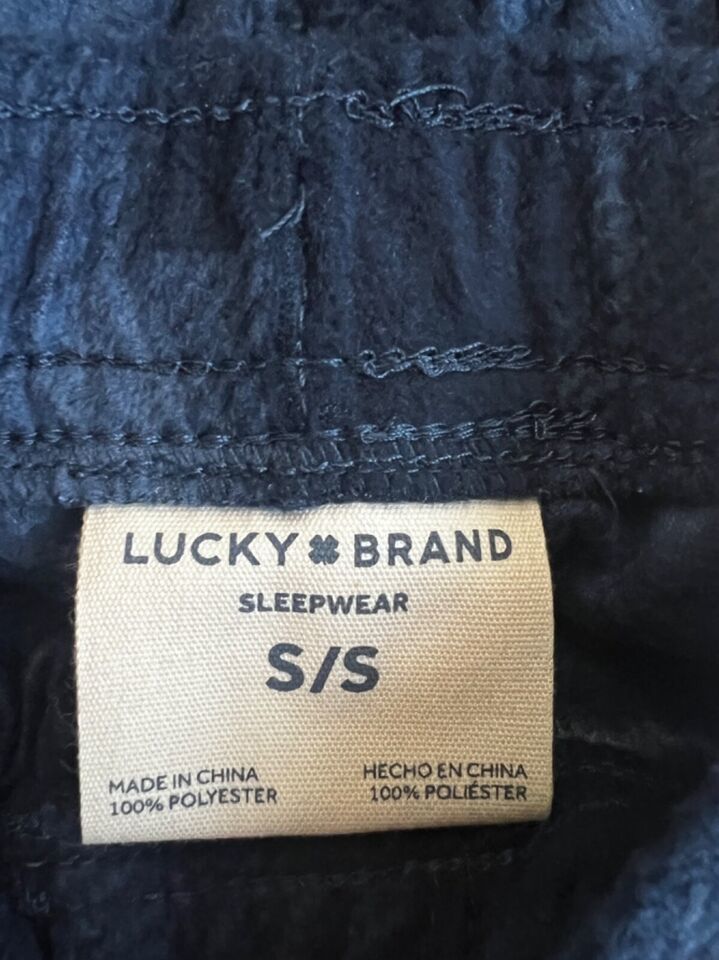 LUCKY BRAND
SLEEPWEAR
S/S
MADE IN CHINA
100% POLYESTER
HECHO EN CHINA
100% POLIÉSTER